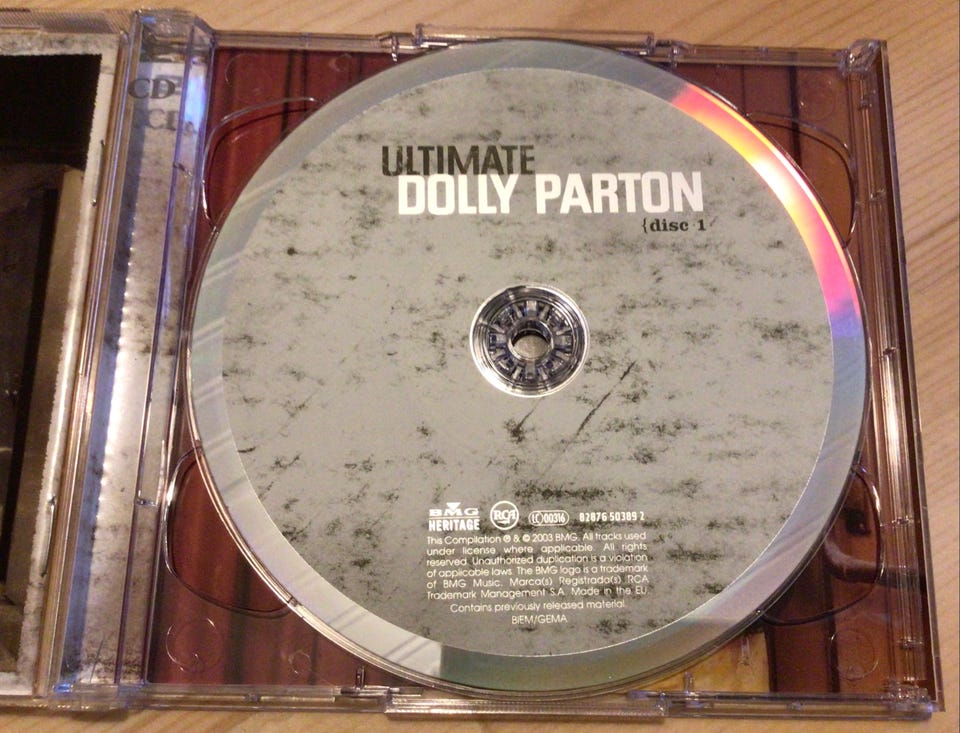 CD
ULTIMATE
DOLLY PARTON
{disc 1
BMG
HERITAGE
RCA
LC 00316
82876 50389 2
This Compilation ℗ & © 2003 BMG. All tracks used
under license where applicable. All rights
reserved. Unauthorized duplication is a violation
of applicable laws. The BMG logo is a trademark
of BMG Music. Marca(s) Registrada(s) RCA
Trademark Management S.A. Made in the EU.
Contains previously released material.
BIEM/GEMA